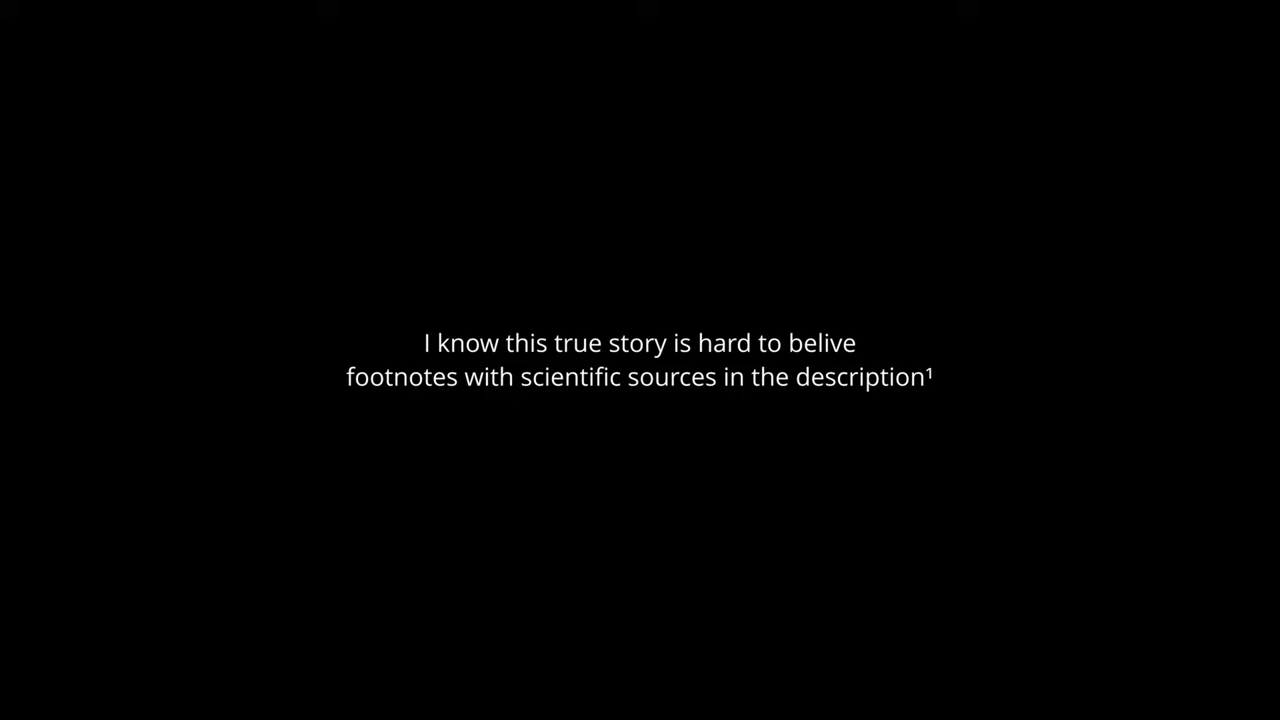 I know this true story is hard to belive
footnotes with scientific sources in the description¹